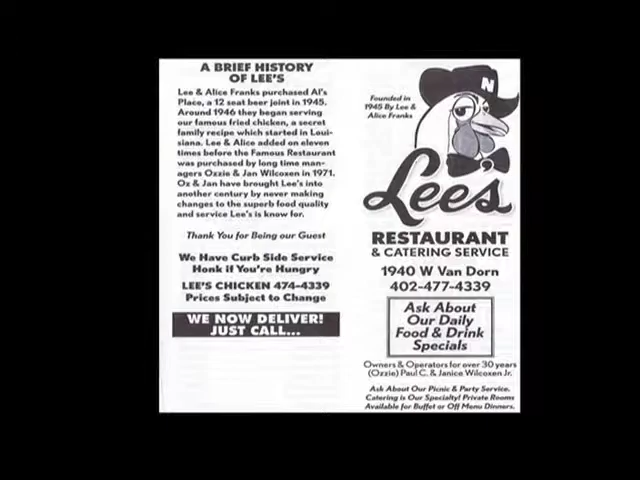 A BRIEF HISTORY
OF LEE'S
Lee & Alice Franks purchased Al's
Place, a 12 seat beer joint in 1945.
Around 1946 they began serving
our famous fried chicken, a secret
family recipe which started in Loui-
siana. Lee & Alice added on eleven
times before the Famous Restaurant
was purchased by long time man-
agers Ozzie & Jan Wilcoxen in 1971.
Oz & Jan have brought Lee's into
another century by never making
changes to the superb food quality
and service Lee's is know for.
Thank You for Being our Guest
We Have Curb Side Service
Honk if You're Hungry
LEE'S CHICKEN 474-4339
Prices Subject to Change
WE NOW DELIVER!
JUST CALL...
N
Founded in
1945 By Lee &
Alice Franks
Lee's
RESTAURANT
& CATERING SERVICE
1940 W Van Dorn
402-477-4339
Ask About
Our Daily
Food & Drink
Specials
Owners & Operators for over 30 years
(Ozzie) Paul C. & Janice Wilcoxen Jr.
Ask About Our Picnic & Party Service.
Catering is Our Specialty! Private Rooms
Available for Buffet or Off Menu Dinners.